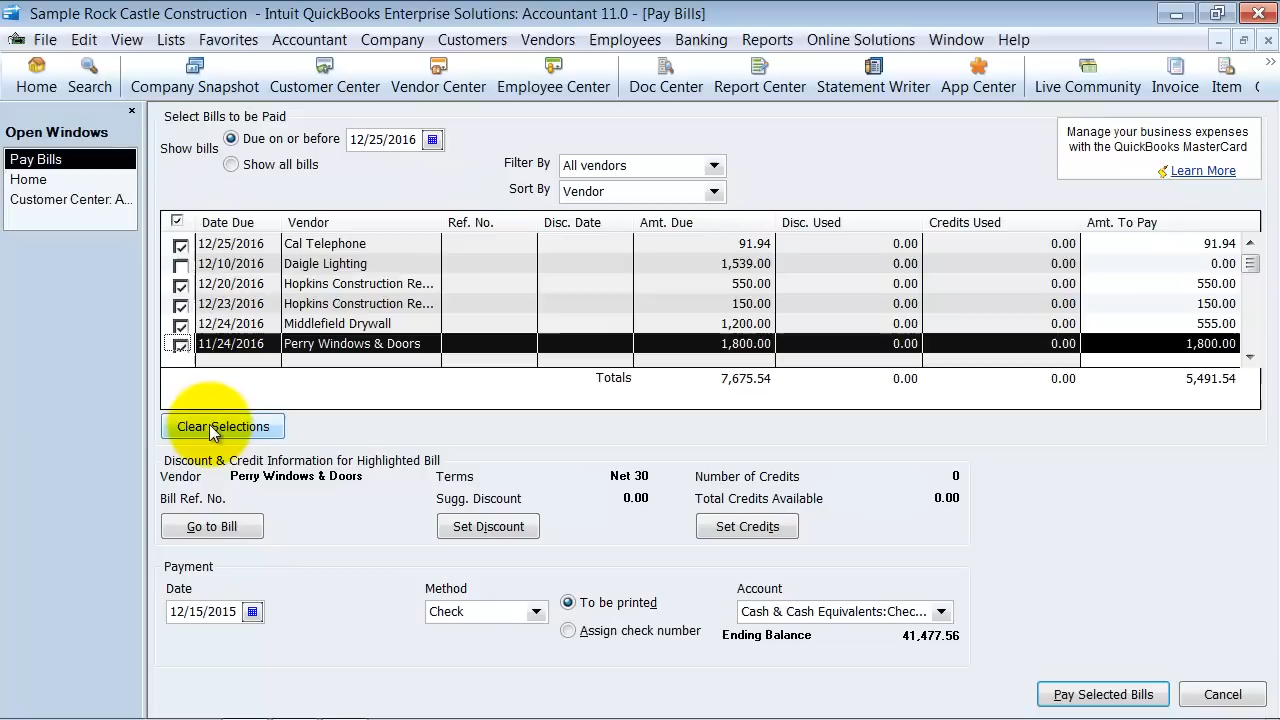 Sample Rock Castle Construction - Intuit QuickBooks Enterprise Solutions: Accountant 11.0 - [Pay Bills]
File Edit View Lists Favorites Accountant Company Customers Vendors Employees Banking Reports Online Solutions Window Help
Home Search Company Snapshot Customer Center Vendor Center Employee Center Doc Center Report Center Statement Writer App Center Live Community Invoice Item
Open Windows
Pay Bills
Home
Customer Center: A...
Select Bills to be Paid
Show bills
Due on or before 12/25/2016
Show all bills
Filter By All vendors
Sort By Vendor
Manage your business expenses
with the QuickBooks MasterCard
Learn More
Date Due Vendor Ref. No. Disc. Date Amt. Due Disc. Used Credits Used Amt. To Pay
12/25/2016 Cal Telephone 91.94 0.00 0.00 91.94
12/10/2016 Daigle Lighting 1,539.00 0.00 0.00 0.00
12/20/2016 Hopkins Construction Re... 550.00 0.00 0.00 550.00
12/23/2016 Hopkins Construction Re... 150.00 0.00 0.00 150.00
12/24/2016 Middlefield Drywall 1,200.00 0.00 0.00 555.00
11/24/2016 Perry Windows & Doors 1,800.00 0.00 0.00 1,800.00
Totals 7,675.54 0.00 0.00 5,491.54
Clear Selections
Discount & Credit Information for Highlighted Bill
Vendor Perry Windows & Doors Terms Net 30 Number of Credits 0
Bill Ref. No. Sugg. Discount 0.00 Total Credits Available 0.00
Go to Bill Set Discount Set Credits
Payment
Date Method Account
12/15/2015 Check To be printed Cash & Cash Equivalents:Chec...
Assign check number Ending Balance 41,477.56
Pay Selected Bills Cancel